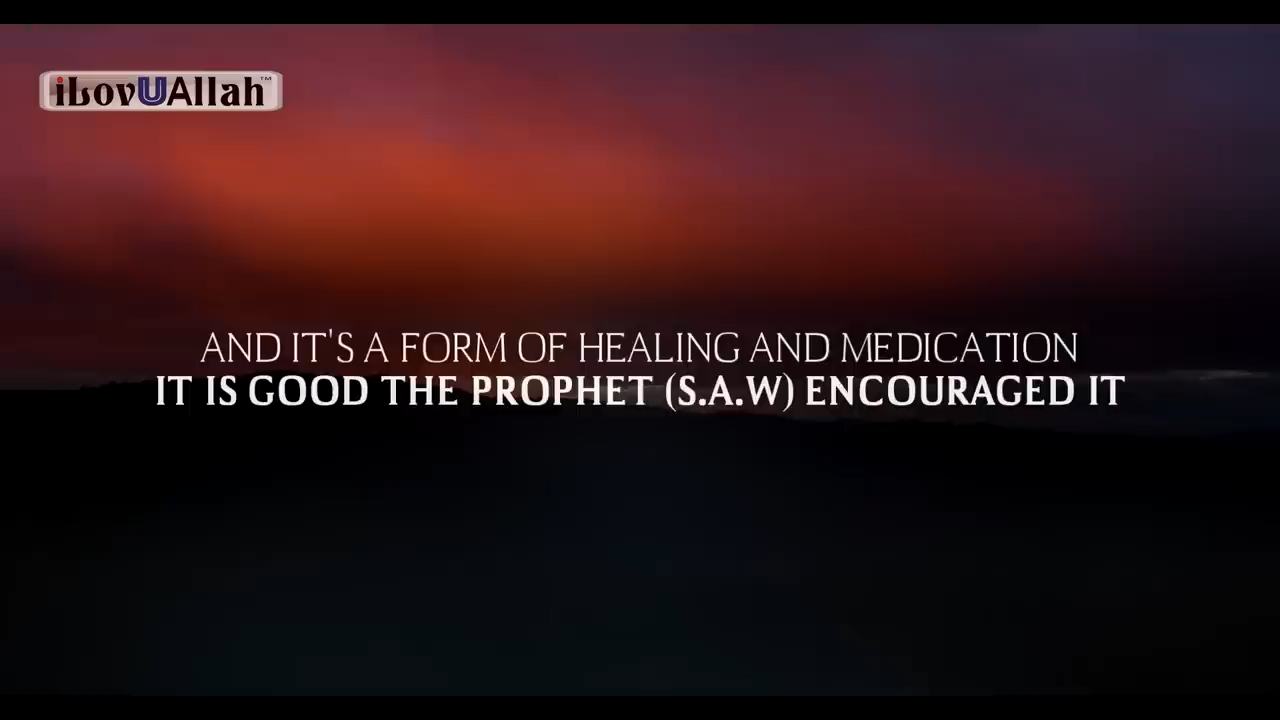 iLovUAllah™
AND IT'S A FORM OF HEALING AND MEDICATION
IT IS GOOD THE PROPHET (S.A.W) ENCOURAGED IT